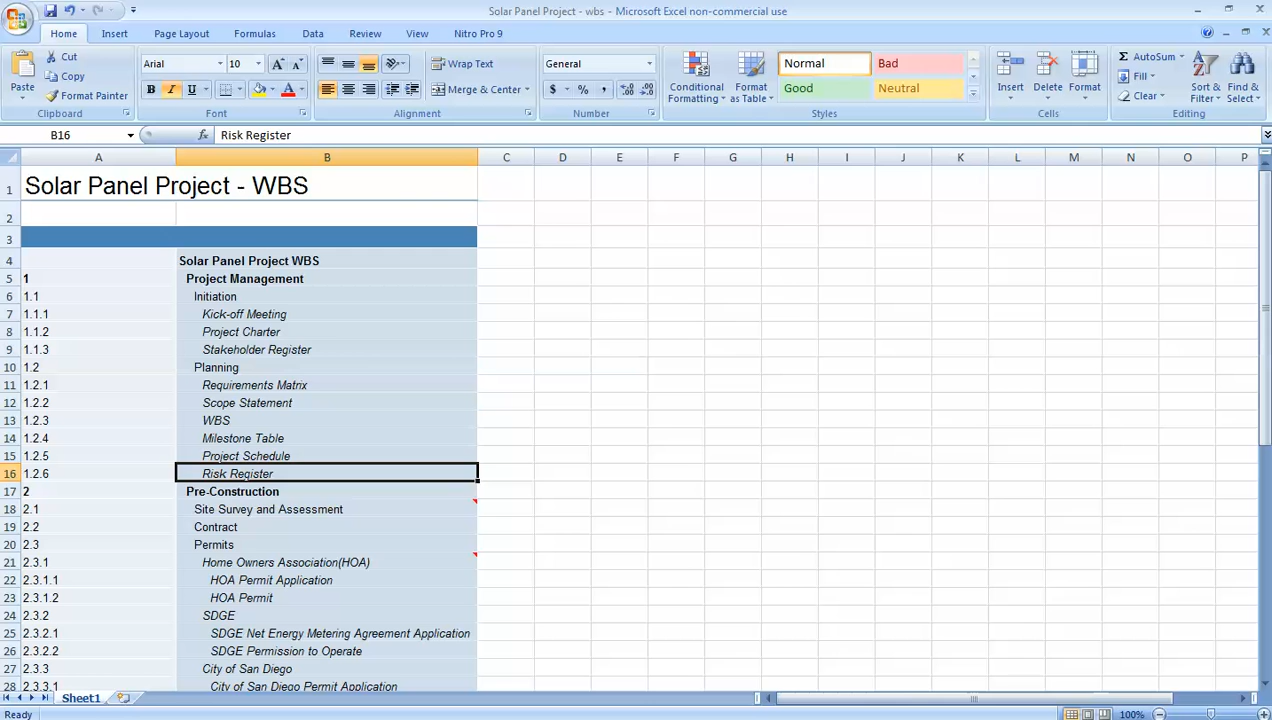 Solar Panel Project - wbs - Microsoft Excel non-commercial use
Home Insert Page Layout Formulas Data Review View Nitro Pro 9
Paste
Cut
Copy
Format Painter
Clipboard
Arial 10
B I U
Font
Wrap Text
Merge & Center
Alignment
General
$ % ,
Number
Conditional Formatting
Format as Table
Normal Bad
Good Neutral
Styles
Insert Delete Format
Cells
AutoSum
Fill
Clear
Sort & Filter
Find & Select
Editing
B16 fx Risk Register
A B C D E F G H I J K L M N O P
1 Solar Panel Project - WBS
2
3
4 Solar Panel Project WBS
5 1 Project Management
6 1.1 Initiation
7 1.1.1 Kick-off Meeting
8 1.1.2 Project Charter
9 1.1.3 Stakeholder Register
10 1.2 Planning
11 1.2.1 Requirements Matrix
12 1.2.2 Scope Statement
13 1.2.3 WBS
14 1.2.4 Milestone Table
15 1.2.5 Project Schedule
16 1.2.6 Risk Register
17 2 Pre-Construction
18 2.1 Site Survey and Assessment
19 2.2 Contract
20 2.3 Permits
21 2.3.1 Home Owners Association(HOA)
22 2.3.1.1 HOA Permit Application
23 2.3.1.2 HOA Permit
24 2.3.2 SDGE
25 2.3.2.1 SDGE Net Energy Metering Agreement Application
26 2.3.2.2 SDGE Permission to Operate
27 2.3.3 City of San Diego
28 2.3.3.1 City of San Diego Permit Application
Sheet1
Ready 100%